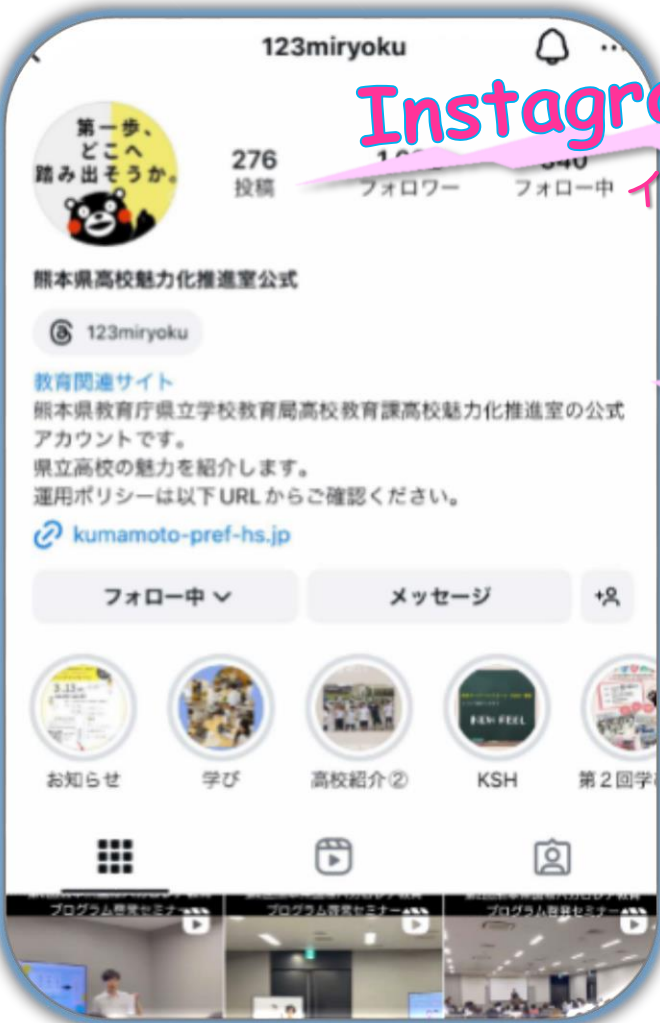 123miryoku
Instagr
第一歩、
どこへ
踏み出そうか。
276
投稿
フォロワー
フォロー中
熊本県高校魅力化推進室公式
123miryoku
教育関連サイト
熊本県教育庁県立学校教育局高校教育課高校魅力化推進室の公式
アカウントです。
県立高校の魅力を紹介します。
運用ポリシーは以下URLからご確認ください。
kumamoto-pref-hs.jp
フォロー中
メッセージ
お知らせ
学び
高校紹介②
KSH
第2回学
プログラム啓発セミナー
プログラム啓発セミナー
プログラム啓発セミナー